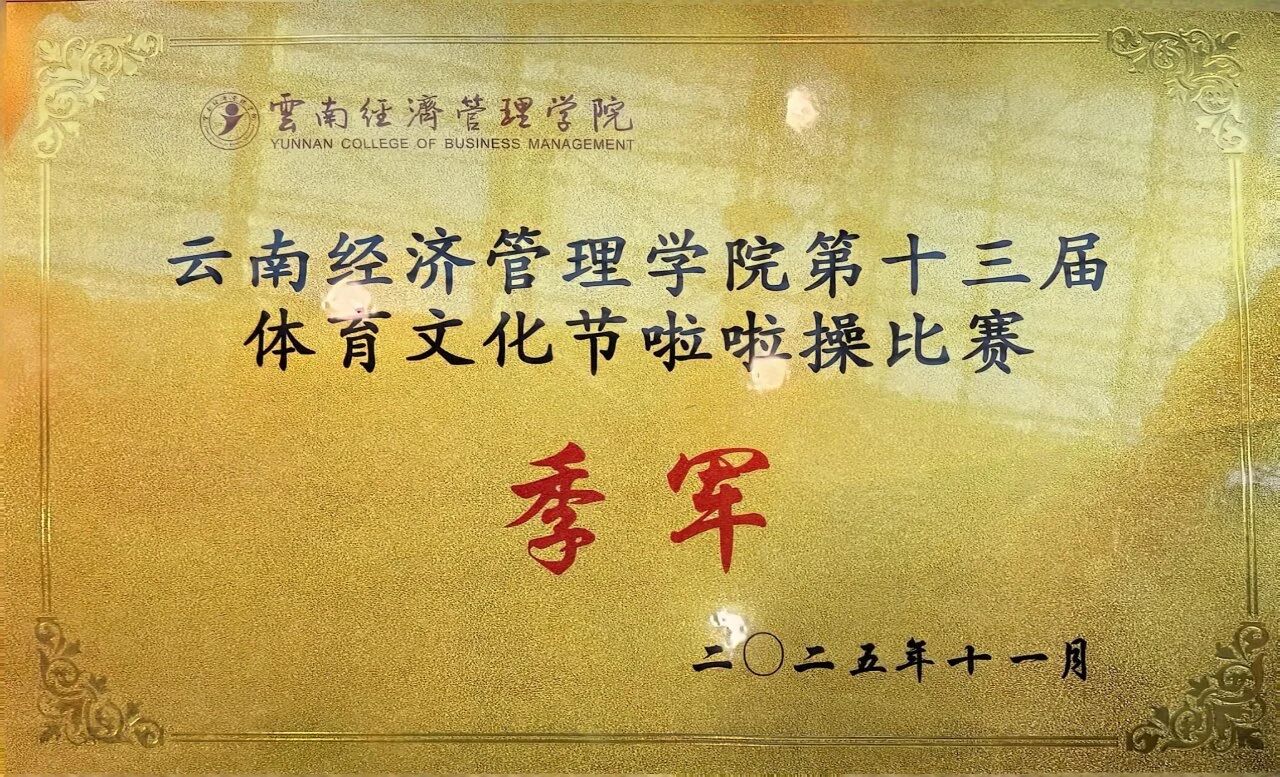 雲南经濟管理学院
YUNNAN COLLEGE OF BUSINESS MANAGEMENT
云南经济管理学院第十三届
体育文化节啦啦操比赛
季军
二〇二五年十一月